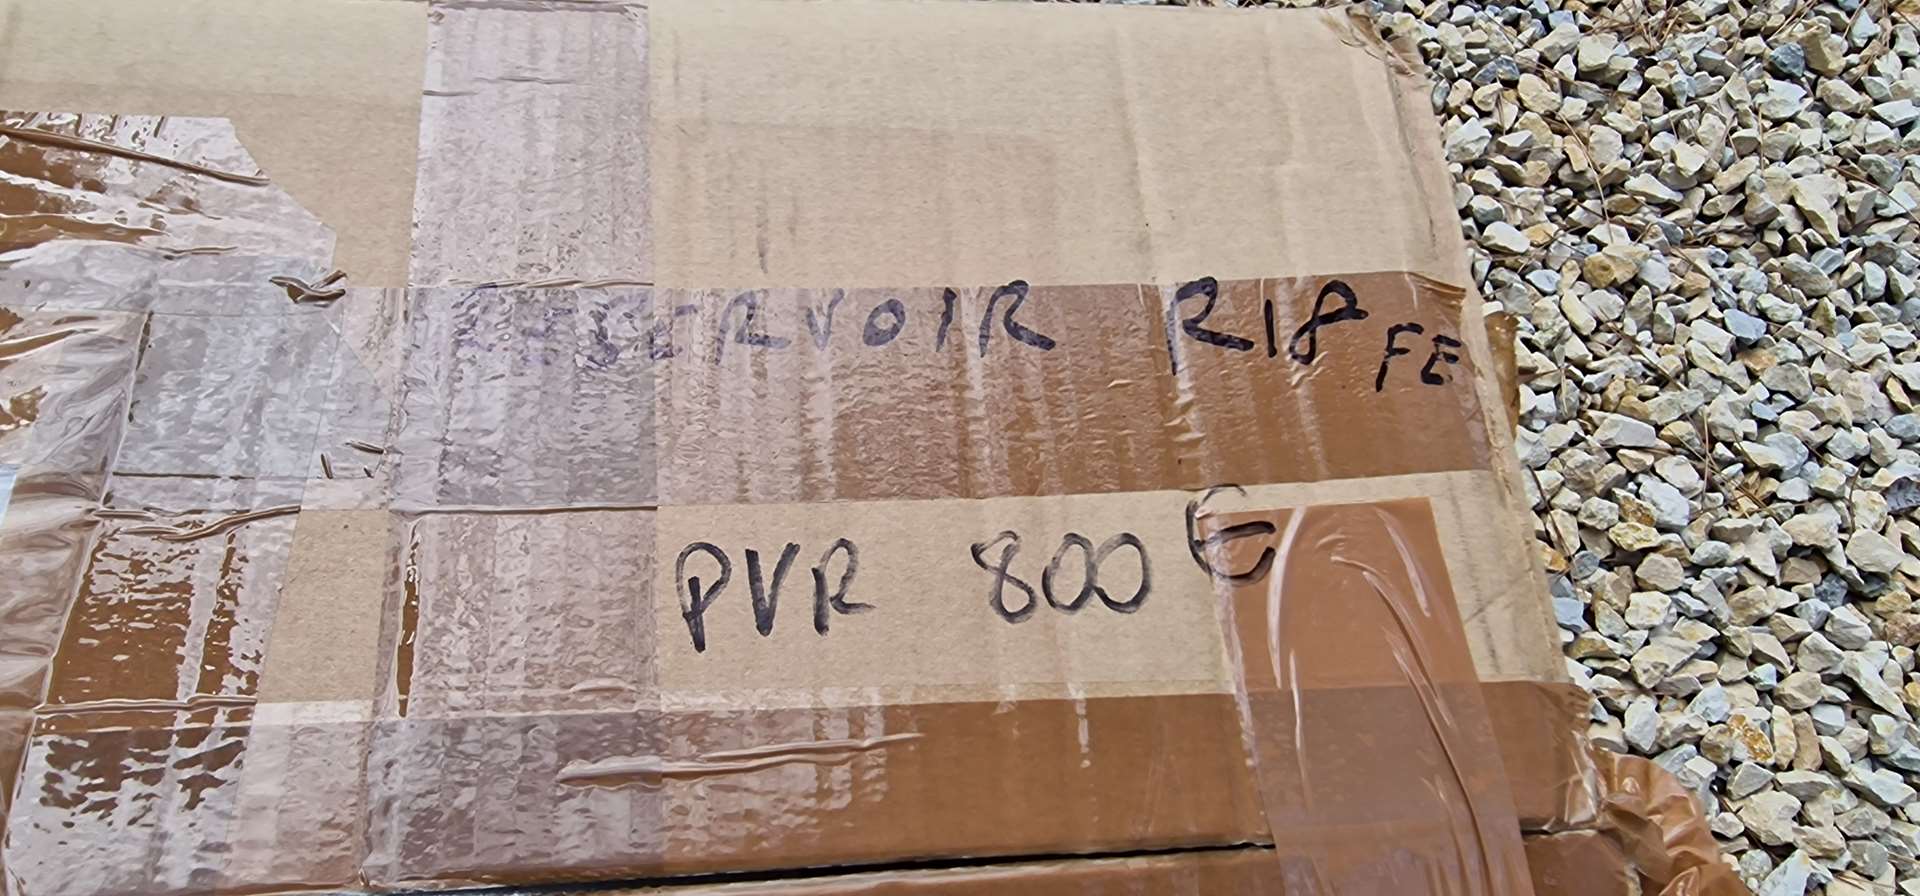 RESERVOIR R18 FE
PVR 800 €